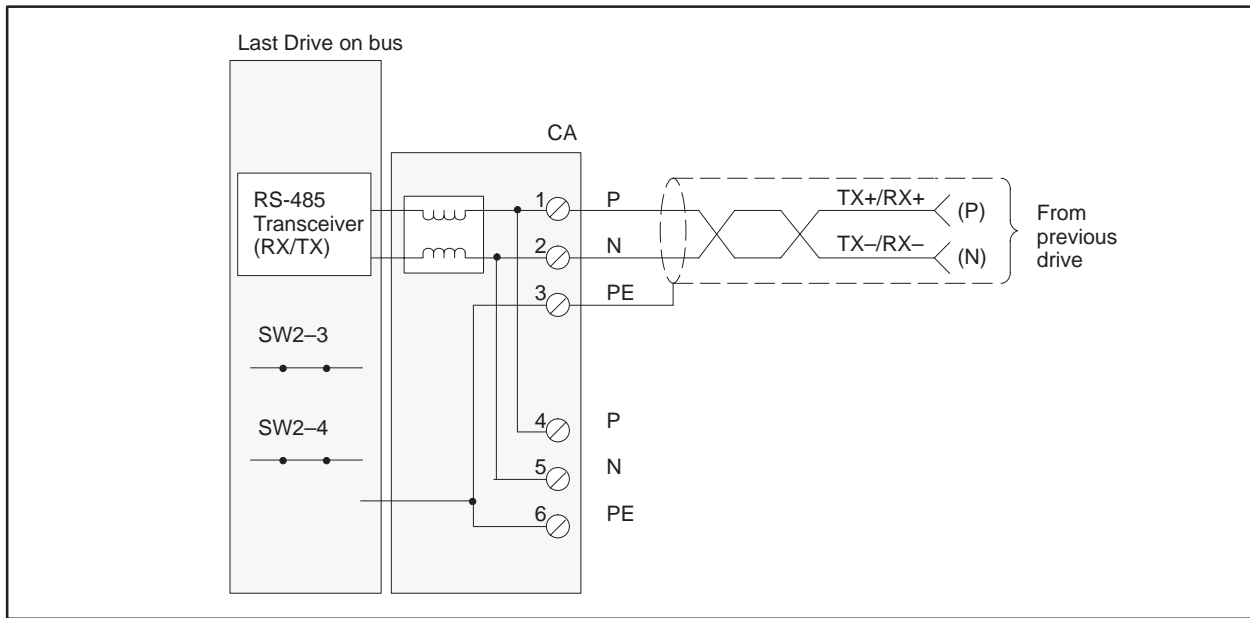 Last Drive on bus
CA
RS-485
Transceiver
(RX/TX)
1
P
TX+/RX+
(P)
From
previous
drive
2
N
TX–/RX–
(N)
3
PE
SW2–3
4
P
SW2–4
5
N
6
PE